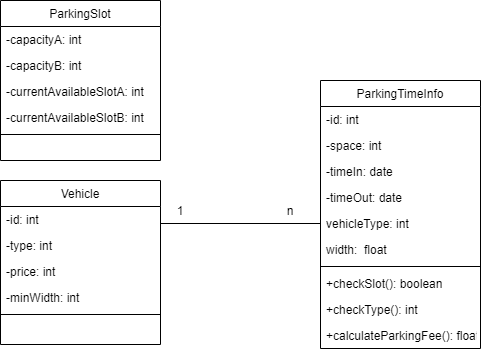 ParkingSlot
-capacityA: int
-capacityB: int
-currentAvailableSlotA: int
-currentAvailableSlotB: int
Vehicle
-id: int
-type: int
-price: int
-minWidth: int
1
n
ParkingTimeInfo
-id: int
-space: int
-timeIn: date
-timeOut: date
vehicleType: int
width:  float
+checkSlot(): boolean
+checkType(): int
+calculateParkingFee(): floa